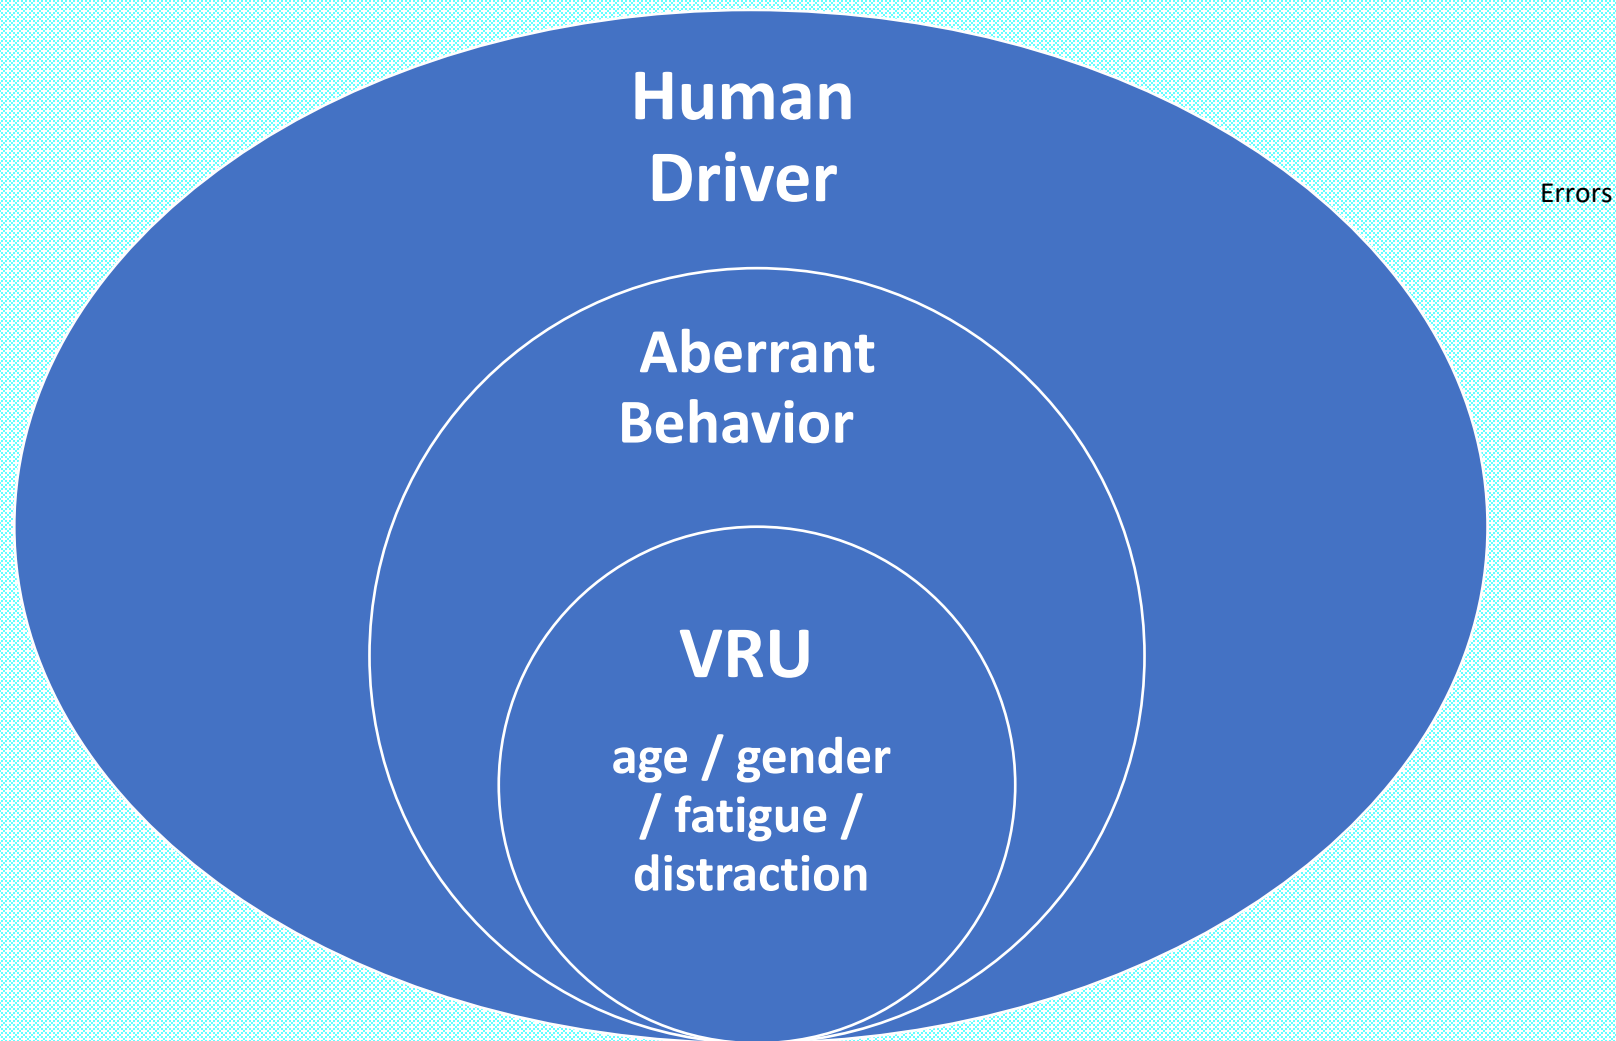 Human
Driver
Errors
Aberrant
Behavior
VRU
age / gender
/ fatigue /
distraction